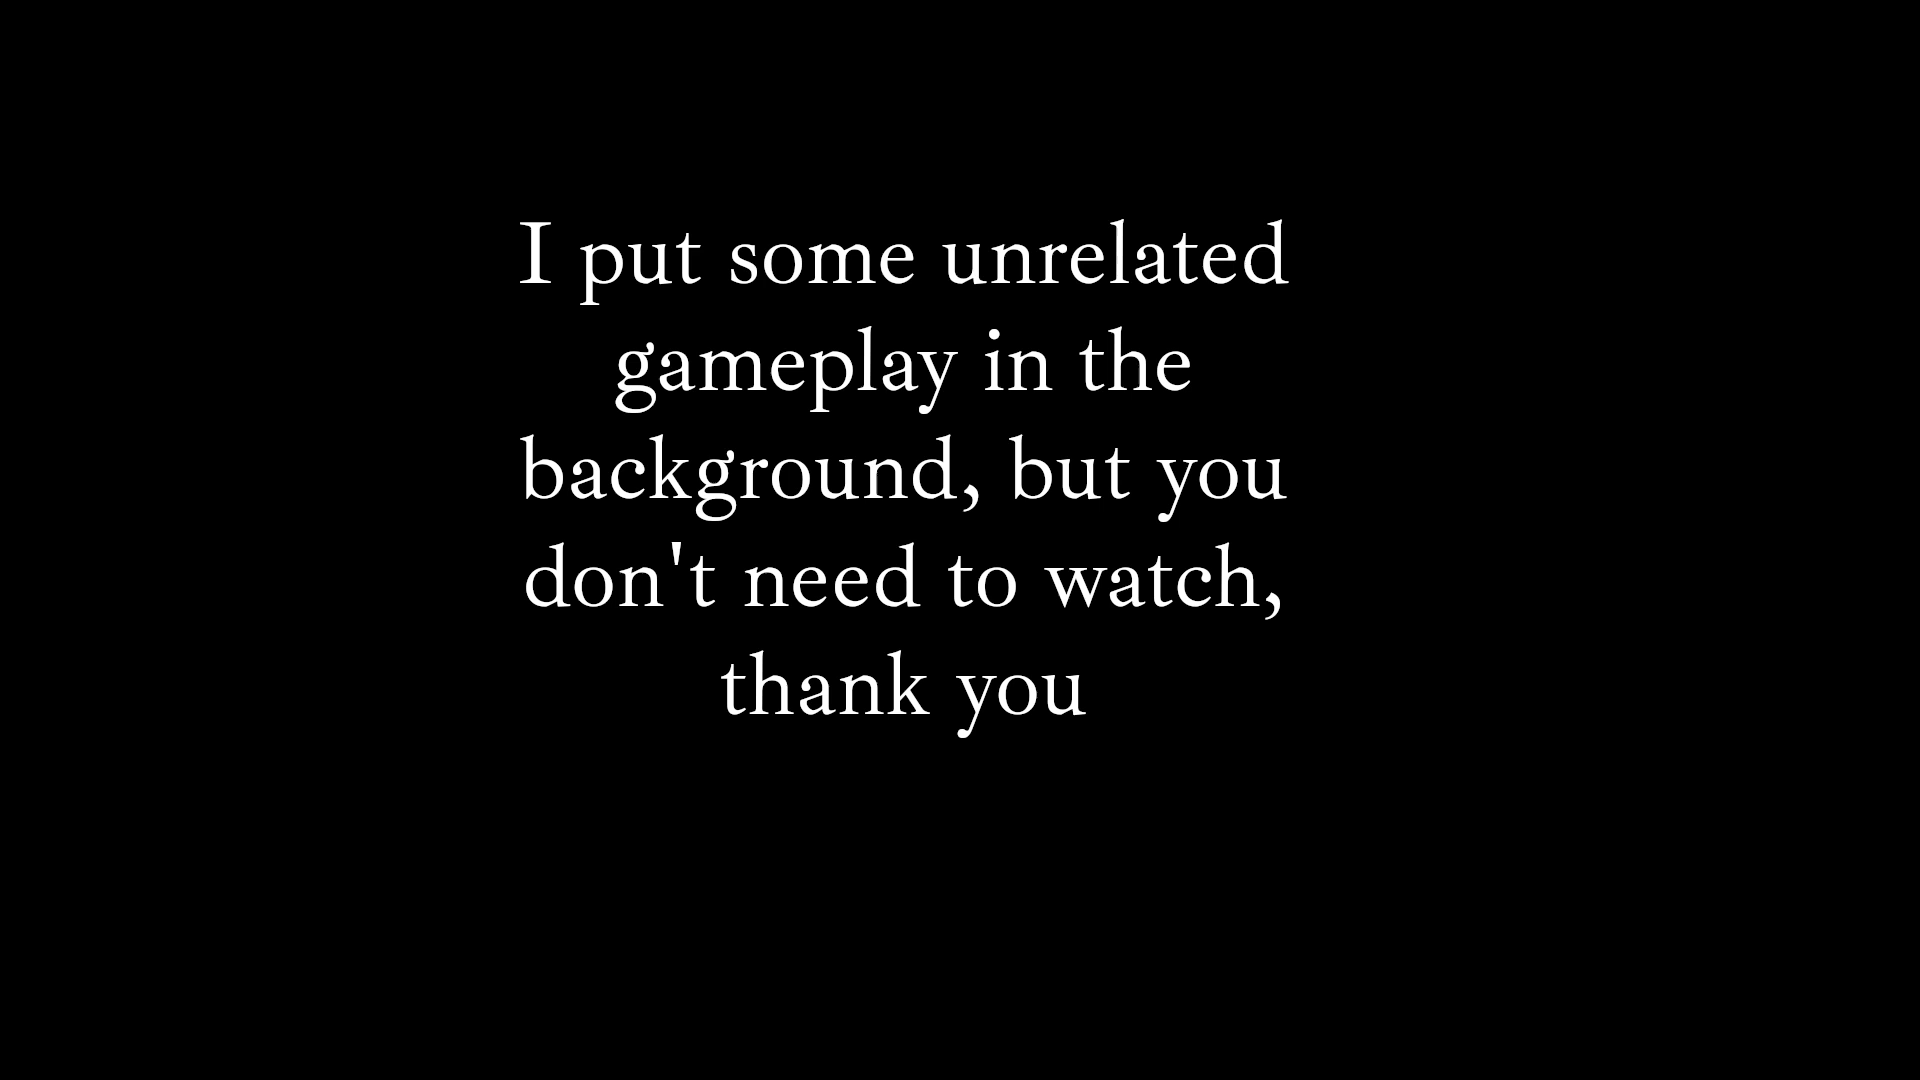 I put some unrelated
gameplay in the
background, but you
don't need to watch,
thank you